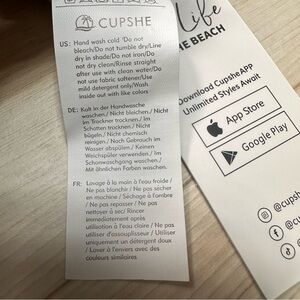 CUPSHE
US: Hand wash cold /Do not
bleach/Do not tumble dry/Line
dry in shade/Do not iron/ Do
not dry clean/Rinse straight
after use with clean water/Do
not use fabric softener/Use
mild detergent only/Wash
inside out with like colors
DE: Kalt in der Handwäsche
waschen./ Nicht bleichen./ Nicht
im Trockner trocknen./ Im
Schatten trocknen./ Nicht
bügeln./ Nicht chemisch
reinigen./ Nach Gebrauch im
Wasser abspülen./ Keinen
Weichspüler verwenden./ Im
Schonwaschgang waschen./
Mit ähnlichen Farben waschen.
FR: Lavage à la main à l'eau froide /
Ne pas blanchir / Ne pas sécher
en machine / Séchage à l'ombre
/ Ne pas repasser / Ne pas
nettoyer à sec/ Rincer
immédiatement après
utilisation à l'eau claire / Ne pas
utiliser d'assouplisseur / Utiliser
uniquement un détergent doux
/ Laver à l'envers avec des
couleurs similaires
Life
BEACH
Download CupsheAPP
Unlimited Styles Await
App Store
Google Play
@cupsh
@cu
@c